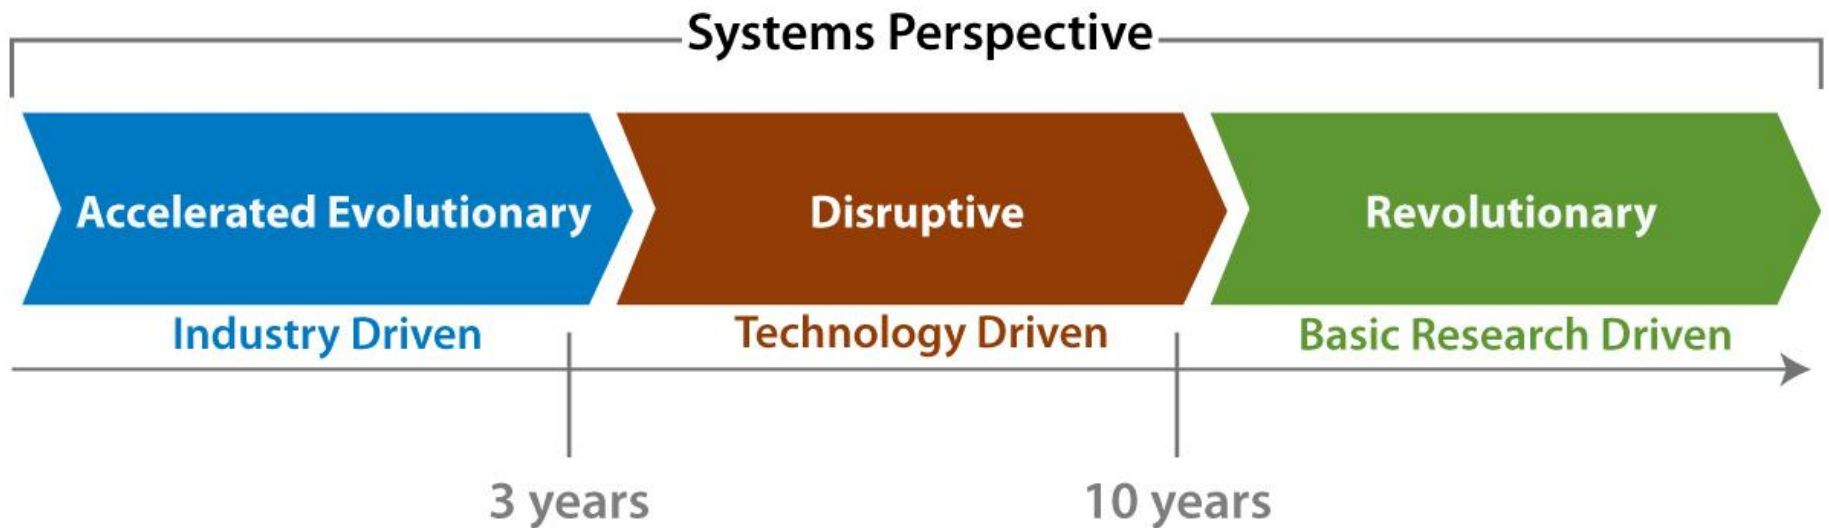 Systems Perspective
Accelerated Evolutionary
Disruptive
Revolutionary
Industry Driven
Technology Driven
Basic Research Driven
3 years
10 years